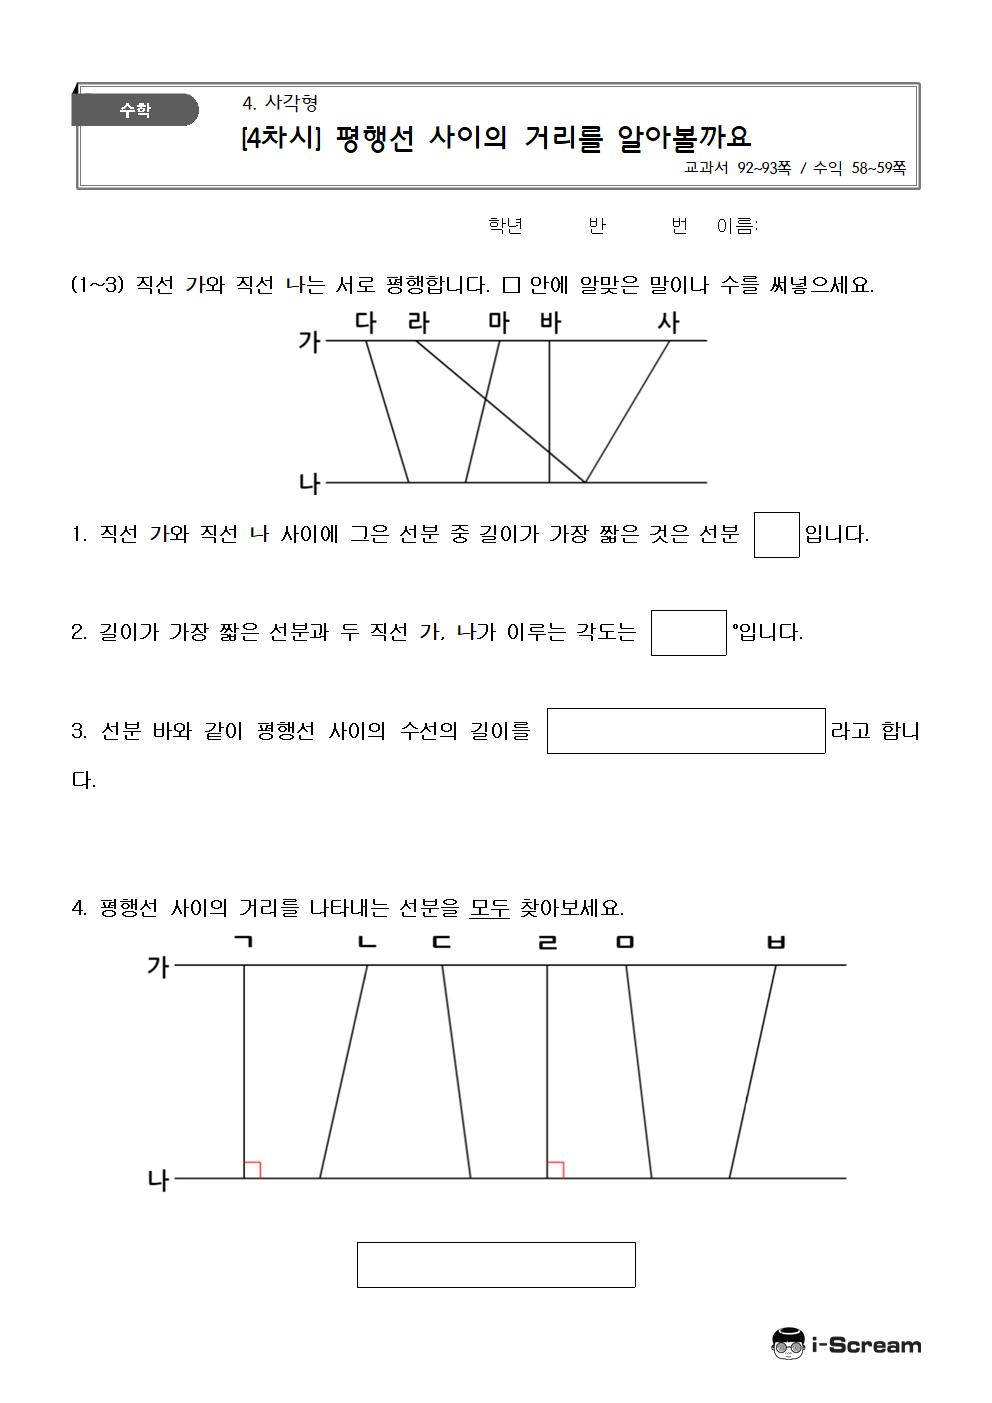 수학
4. 사각형
[4차시] 평행선 사이의 거리를 알아볼까요
교과서 92~93쪽 / 수익 58~59쪽
학년 반 번 이름:
(1~3) 직선 가와 직선 나는 서로 평행합니다. □ 안에 알맞은 말이나 수를 써넣으세요.
다 라 마 바 사
가
나
1. 직선 가와 직선 나 사이에 그은 선분 중 길이가 가장 짧은 것은 선분 입니다.
2. 길이가 가장 짧은 선분과 두 직선 가, 나가 이루는 각도는 °입니다.
3. 선분 바와 같이 평행선 사이의 수선의 길이를 라고 합니
다.
4. 평행선 사이의 거리를 나타내는 선분을 모두 찾아보세요.
ㄱ ㄴ ㄷ ㄹ ㅁ ㅂ
가
나
i-Scream